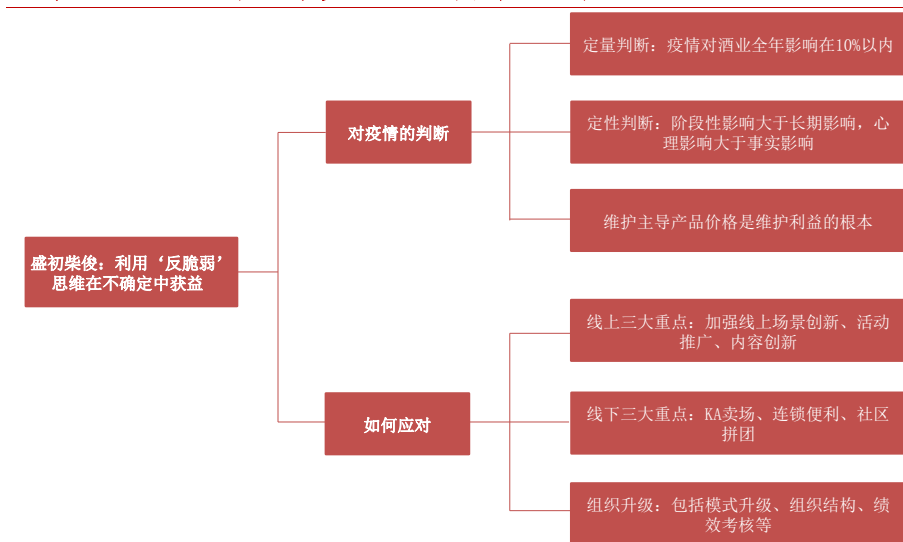 盛初柴俊：利用‘反脆弱’
思维在不确定中获益
对疫情的判断
定量判断：疫情对酒业全年影响在10%以内
定性判断：阶段性影响大于长期影响，心
理影响大于事实影响
维护主导产品价格是维护利益的根本
如何应对
线上三大重点：加强线上场景创新、活动
推广、内容创新
线下三大重点：KA卖场、连锁便利、社区
拼团
组织升级：包括模式升级、组织结构、绩
效考核等